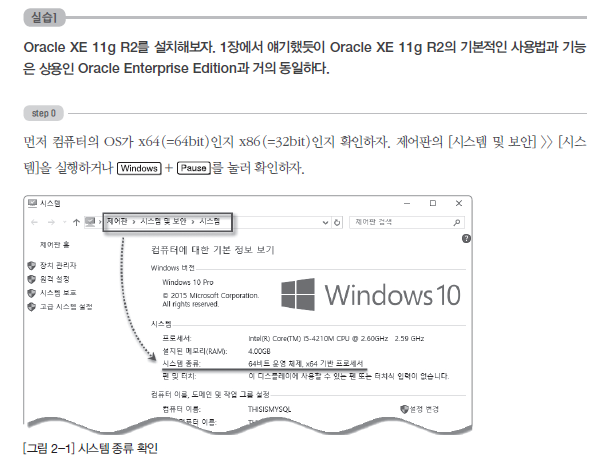 실습1
Oracle XE 11g R2를 설치해보자. 1장에서 얘기했듯이 Oracle XE 11g R2의 기본적인 사용법과 기능
은 상용인 Oracle Enterprise Edition과 거의 동일하다.
step 0
먼저 컴퓨터의 OS가 x64(=64bit)인지 x86(=32bit)인지 확인하자. 제어판의 [시스템 및 보안] 〉〉 [시스
템]을 실행하거나 Windows + Pause를 눌러 확인하자.
시스템
제어판 > 시스템 및 보안 > 시스템
제어판 검색
제어판 홈
장치 관리자
원격 설정
시스템 보호
고급 시스템 설정
컴퓨터에 대한 기본 정보 보기
Windows 버전
Windows 10 Pro
© 2015 Microsoft Corporation.
All rights reserved.
Windows 10
시스템
프로세서: Intel(R) Core(TM) i5-4210M CPU @ 2.60GHz 2.59 GHz
설치된 메모리(RAM): 4.00GB
시스템 종류: 64비트 운영 체제, x64 기반 프로세서
펜 및 터치: 이 디스플레이에 사용할 수 있는 펜 또는 터치식 입력이 없습니다.
컴퓨터 이름, 도메인 및 작업 그룹 설정
컴퓨터 이름: THISISMYSQL
설정 변경
컴퓨터 이름:
[그림 2-1] 시스템 종류 확인